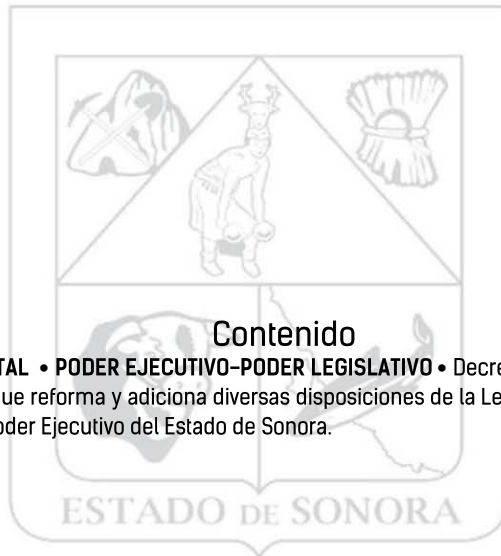 Contenido
TAL • PODER EJECUTIVO-PODER LEGISLATIVO • Decre
ue reforma y adiciona diversas disposiciones de la Le
oder Ejecutivo del Estado de Sonora.
ESTADO DE SONORA